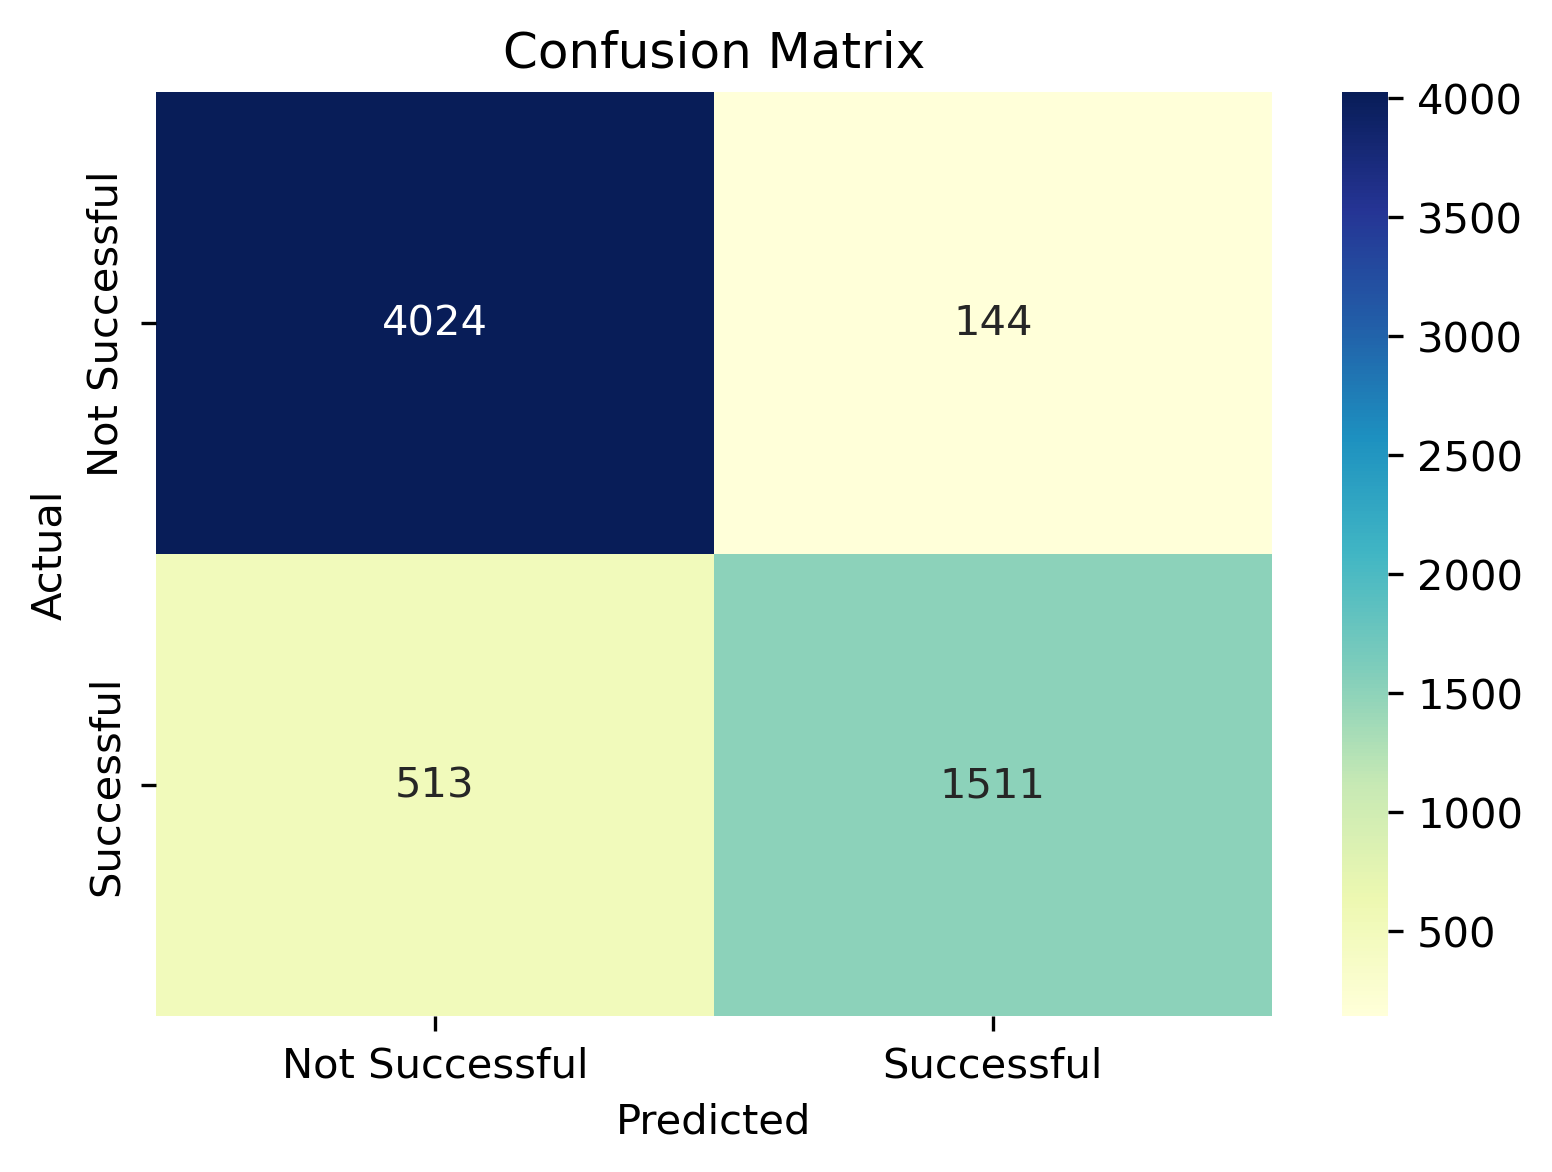 Confusion Matrix
Actual
Not Successful
Successful
4024
144
513
1511
Not Successful
Successful
Predicted
4000
3500
3000
2500
2000
1500
1000
500